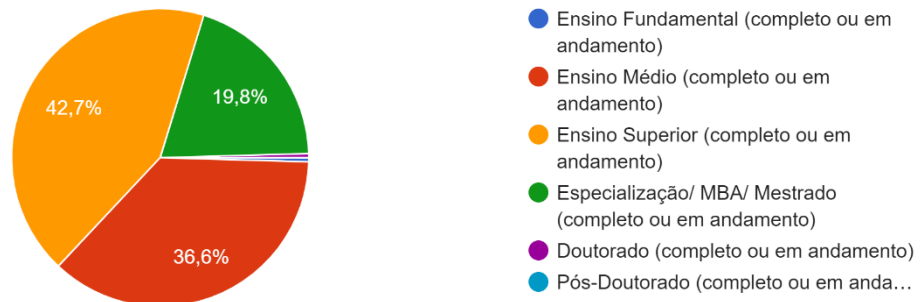 42,7%
19,8%
36,6%
Ensino Fundamental (completo ou em
andamento)
Ensino Médio (completo ou em
andamento)
Ensino Superior (completo ou em
andamento)
Especialização/ MBA/ Mestrado
(completo ou em andamento)
Doutorado (completo ou em andamento)
Pós-Doutorado (completo ou em anda…